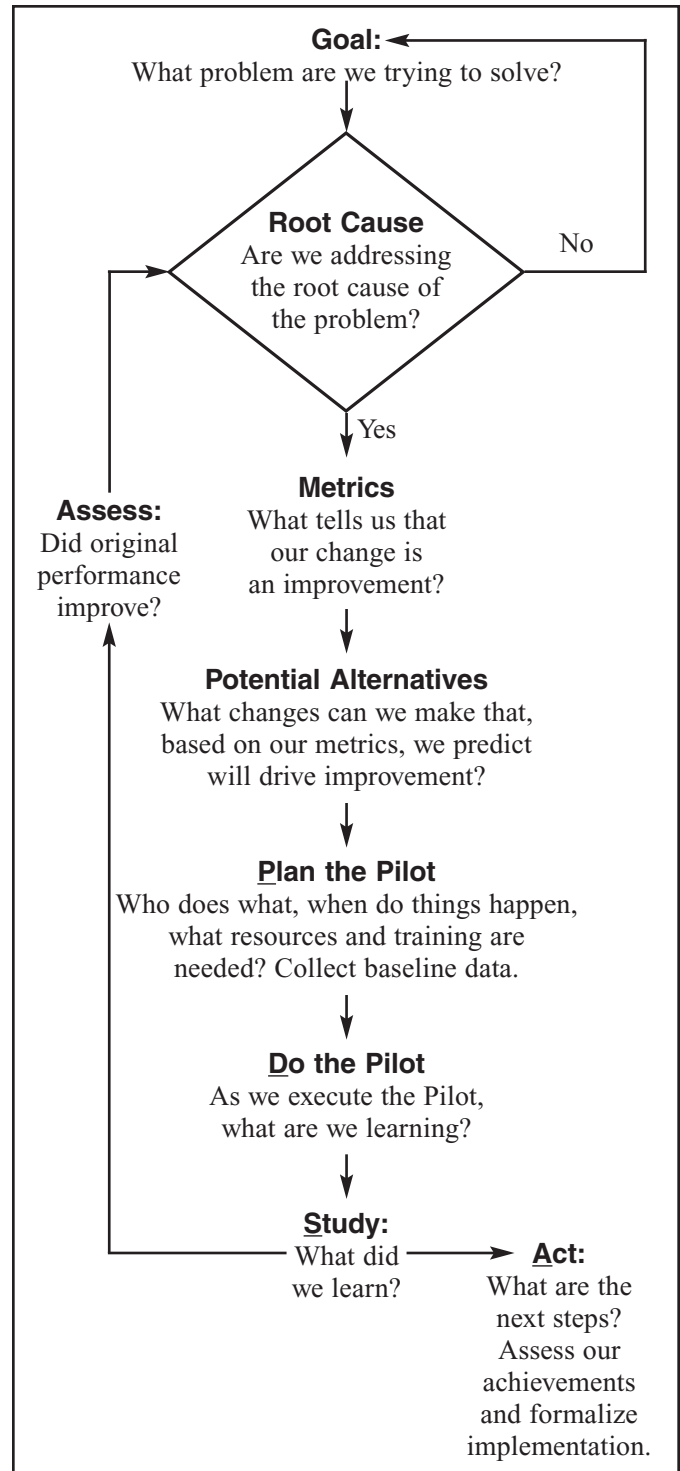 Goal:
What problem are we trying to solve?
Root Cause
Are we addressing
the root cause of
the problem?
No
Yes
Metrics
What tells us that
our change is
an improvement?
Assess:
Did original
performance
improve?
Potential Alternatives
What changes can we make that,
based on our metrics, we predict
will drive improvement?
Plan the Pilot
Who does what, when do things happen,
what resources and training are
needed? Collect baseline data.
Do the Pilot
As we execute the Pilot,
what are we learning?
Study:
What did
we learn?
Act:
What are the
next steps?
Assess our
achievements
and formalize
implementation.